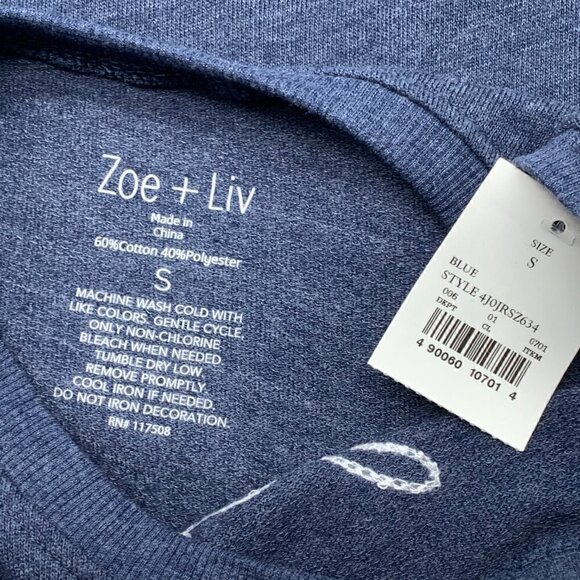 Zoe + Liv
Made in
China
60%Cotton 40%Polyester
S
MACHINE WASH COLD WITH
LIKE COLORS. GENTLE CYCLE,
ONLY NON-CHLORINE
BLEACH WHEN NEEDED.
TUMBLE DRY LOW.
REMOVE PROMPTLY.
COOL IRON IF NEEDED.
DO NOT IRON DECORATION.
RN# 117508
SIZE
S
BLUE
STYLE 4J0JRSZ634
006 01 0701
DEPT CL ITEM
4 90060 10701 4